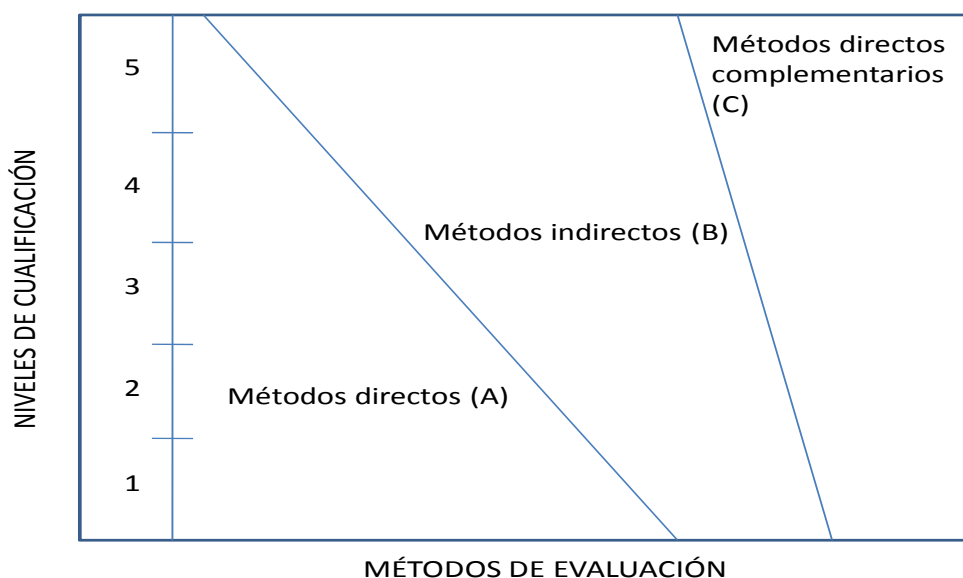 NIVELES DE CUALIFICACIÓN
5
4
3
2
1
Métodos directos
complementarios
(C)
Métodos indirectos (B)
Métodos directos (A)
MÉTODOS DE EVALUACIÓN